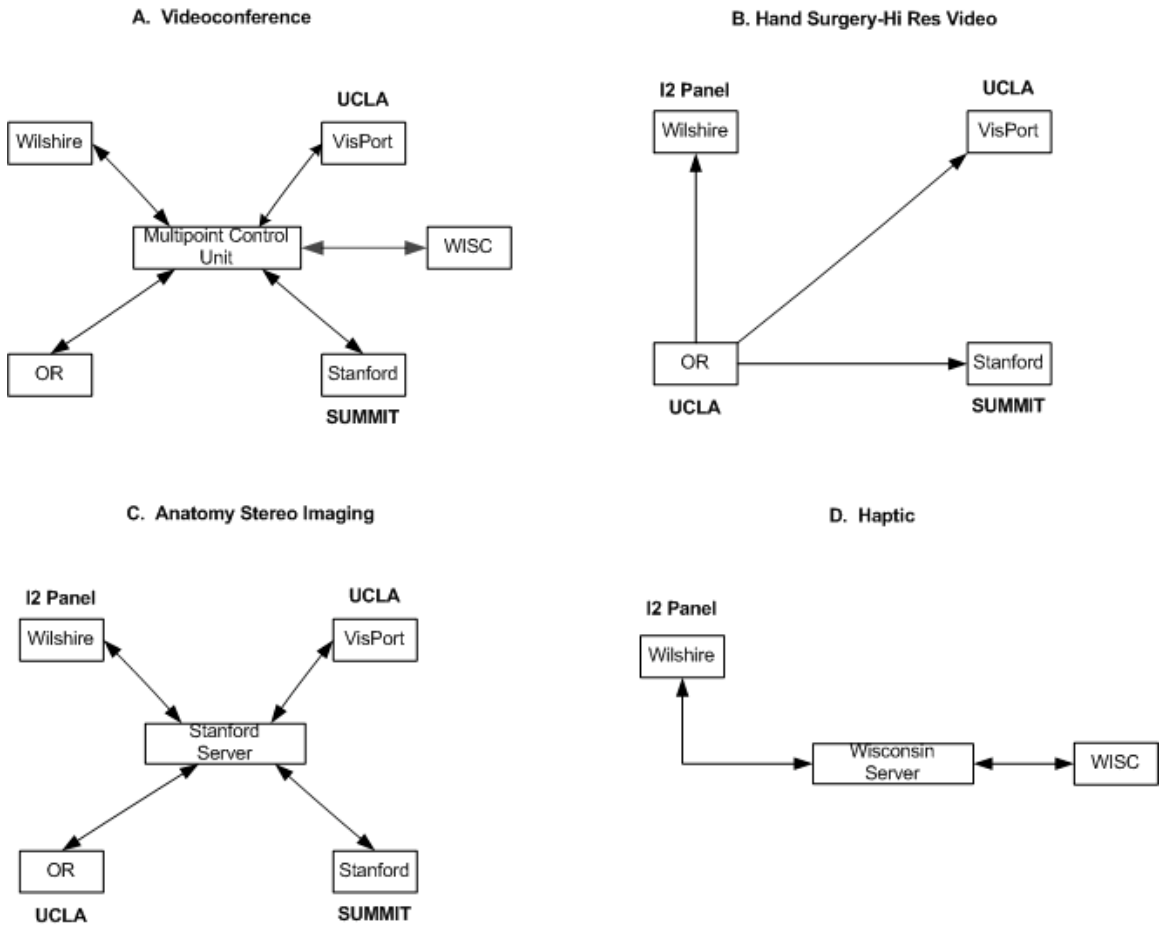 A. Videoconference
UCLA
Wilshire
VisPort
Multipoint Control
Unit
WISC
OR
Stanford
SUMMIT
B. Hand Surgery-Hi Res Video
I2 Panel
UCLA
Wilshire
VisPort
OR
Stanford
UCLA
SUMMIT
C. Anatomy Stereo Imaging
I2 Panel
UCLA
Wilshire
VisPort
Stanford
Server
OR
Stanford
UCLA
SUMMIT
D. Haptic
I2 Panel
Wilshire
Wisconsin
Server
WISC